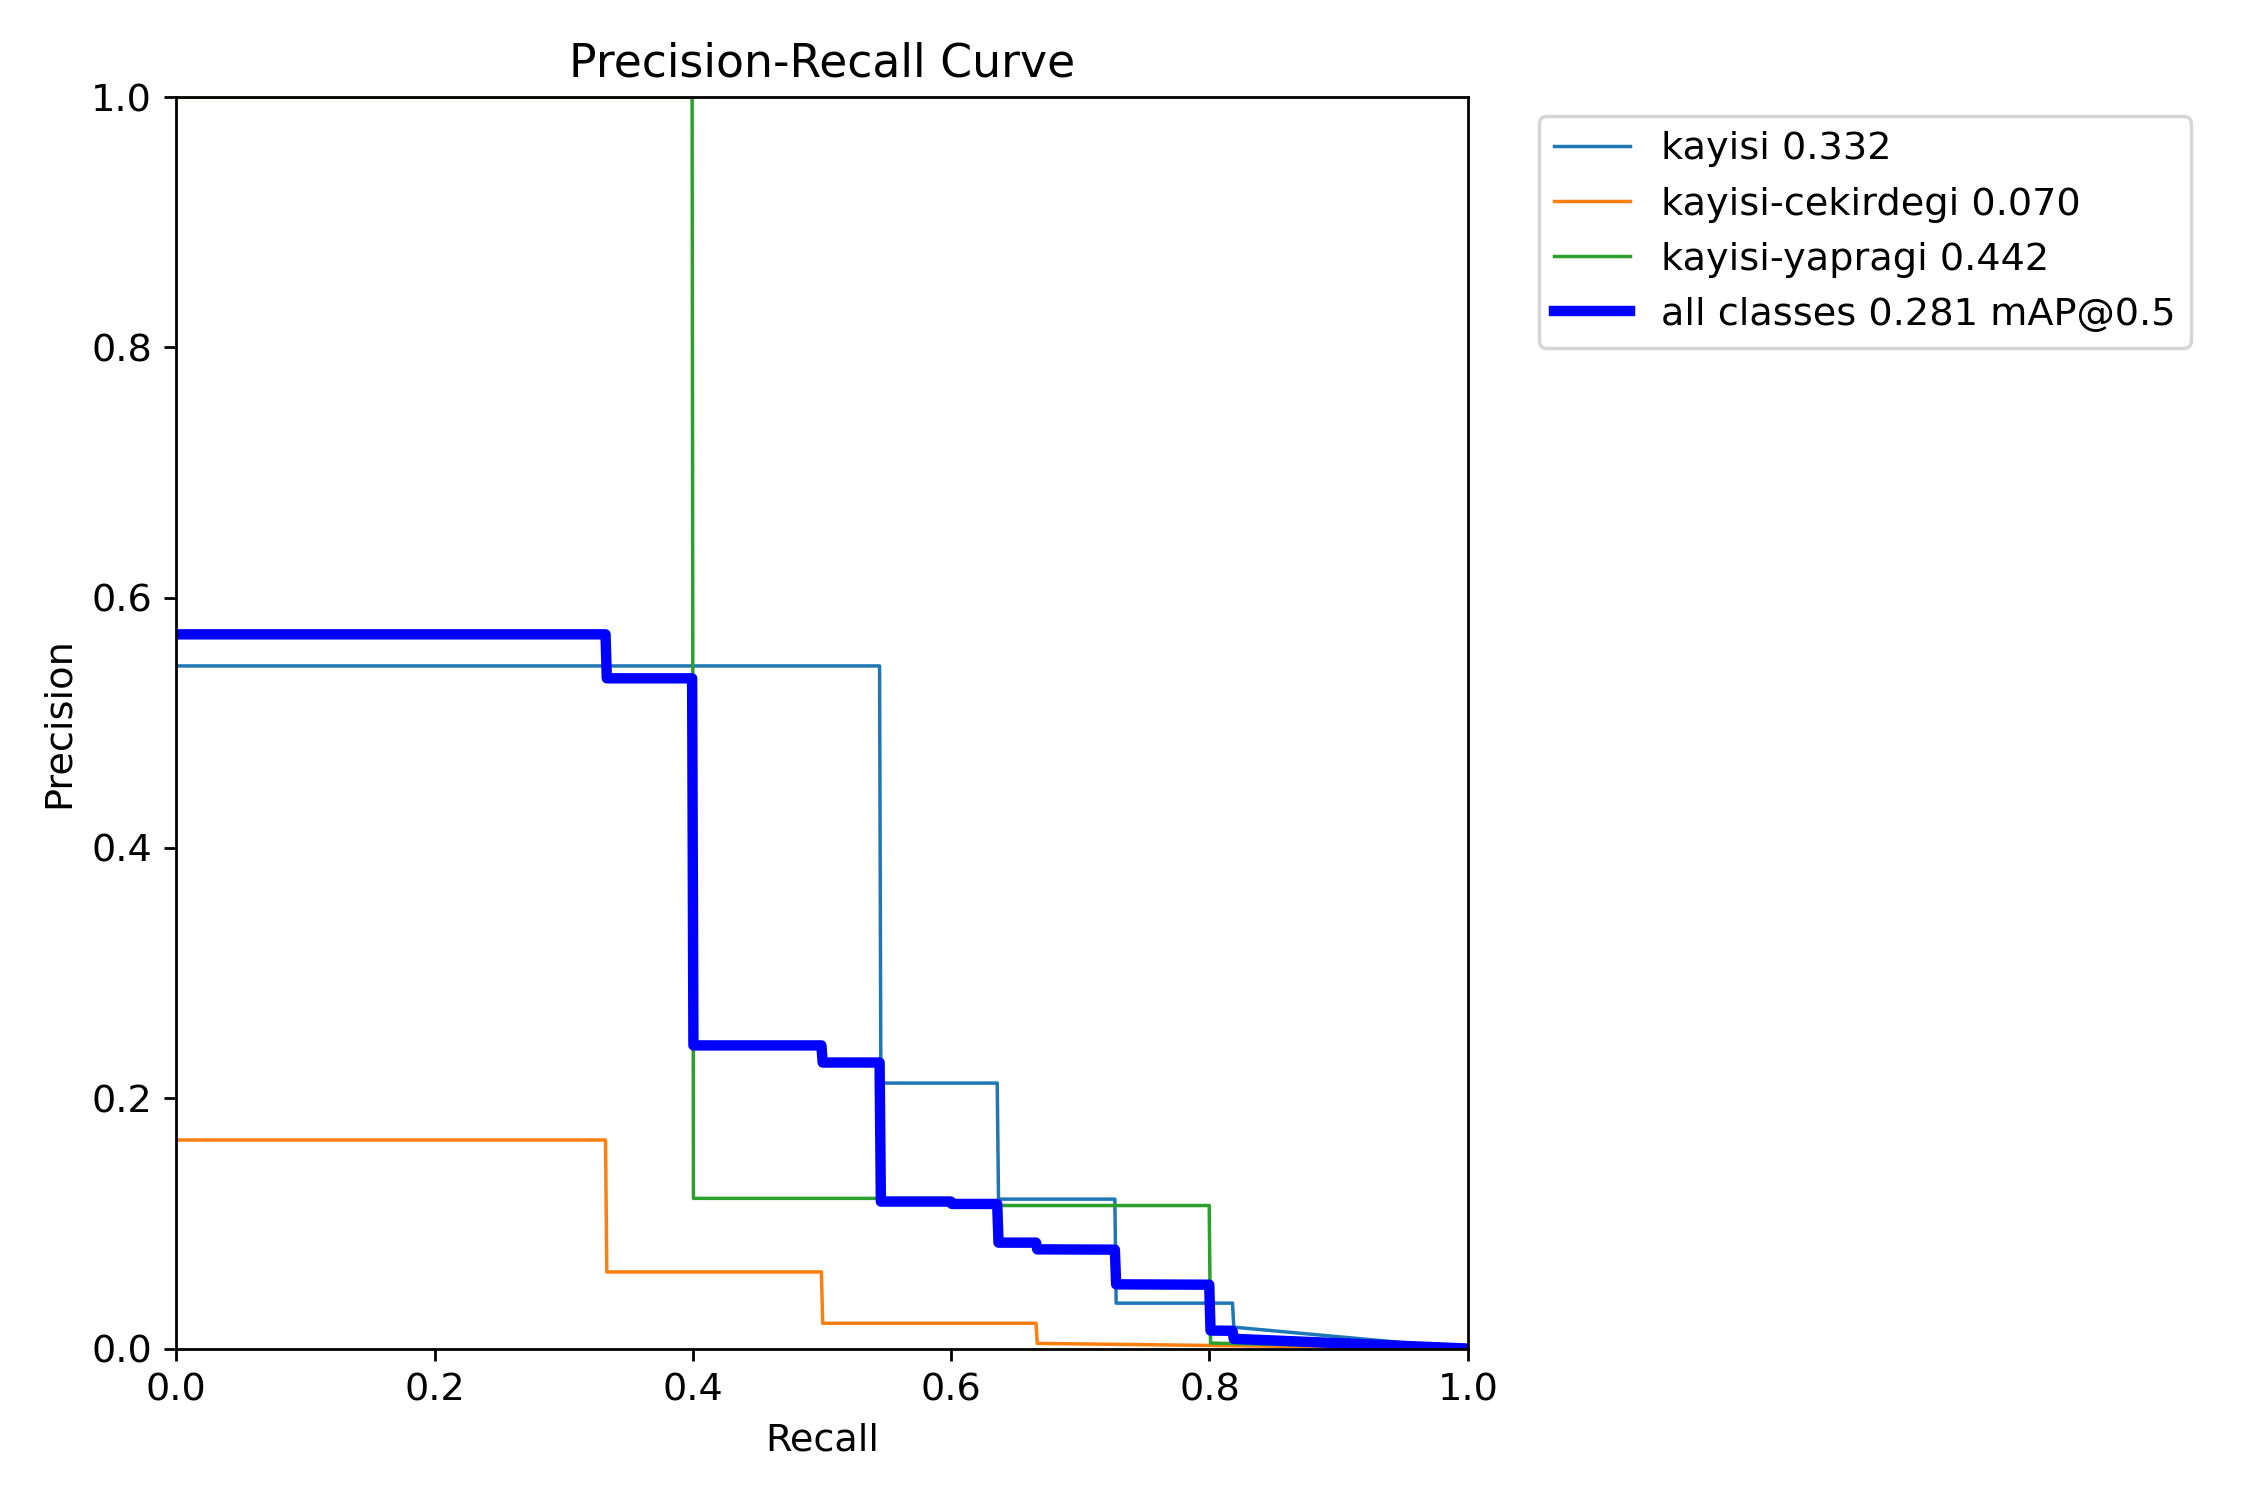 Precision-Recall Curve
kayisi 0.332
kayisi-cekirdegi 0.070
kayisi-yapragi 0.442
all classes 0.281 mAP@0.5
1.0
0.8
0.6
0.4
0.2
0.0
Precision
0.0 0.2 0.4 0.6 0.8 1.0
Recall